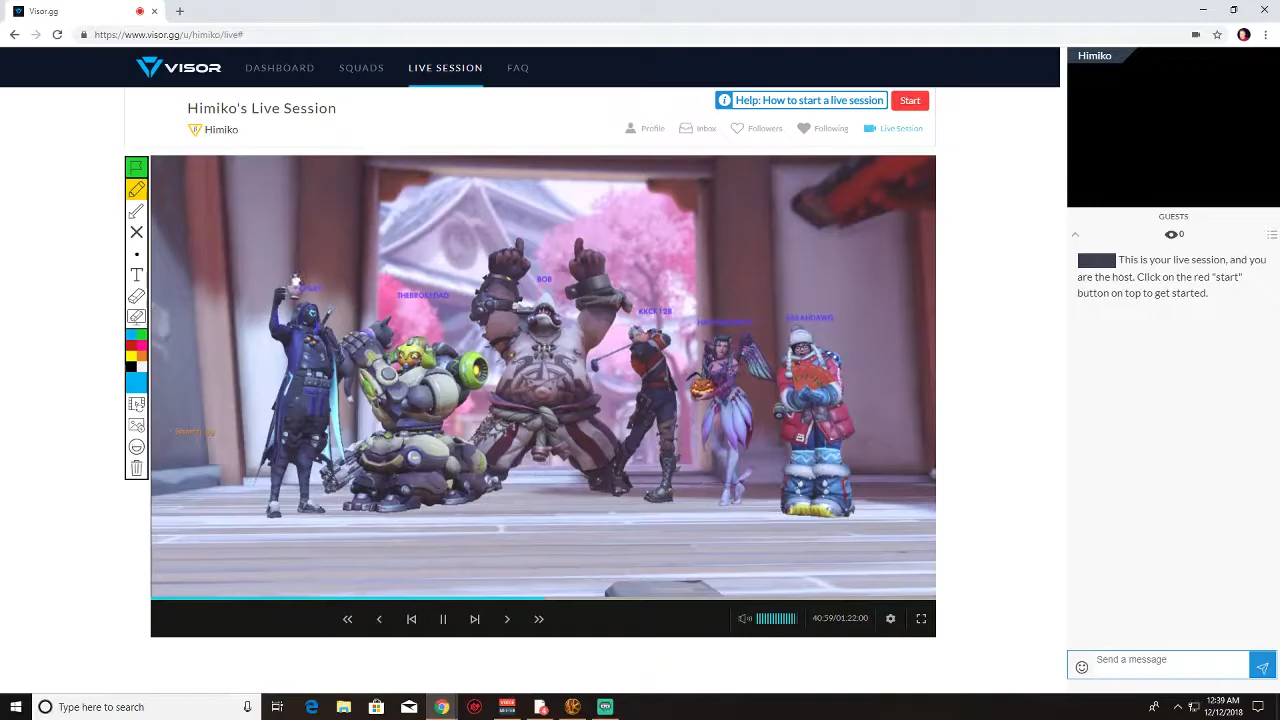 Visor.gg
https://www.visor.gg/u/himiko/live#
VISOR
DASHBOARD
SQUADS
LIVE SESSION
FAQ
Himiko
Himiko's Live Session
Help: How to start a live session
Start
Himiko
Profile
Inbox
Followers
Following
Live Session
GUESTS
0
This is your live session, and you
are the host. Click on the red "start"
button on top to get started.
BOB
THEBROKEDAD
SARAHDAWG
T
40:59/01:22:00
Send a message
Type here to search
12:39 AM
12/12/2018